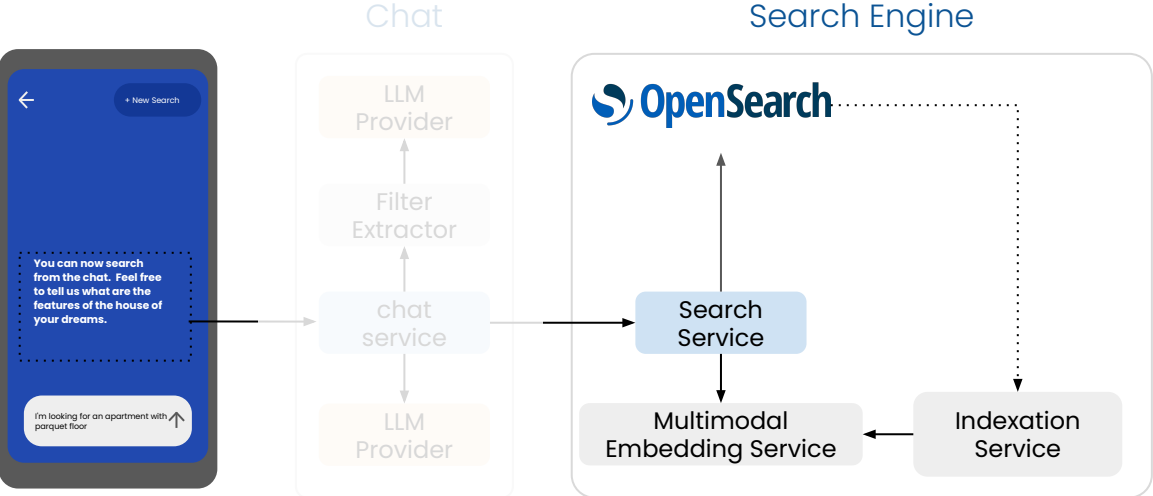 Chat
Search Engine
+ New Search
You can now search
from the chat. Feel free
to tell us what are the
features of the house of
your dreams.
I'm looking for an apartment with
parquet floor
LLM
Provider
Filter
Extractor
chat
service
LLM
Provider
OpenSearch
Search
Service
Multimodal
Embedding Service
Indexation
Service